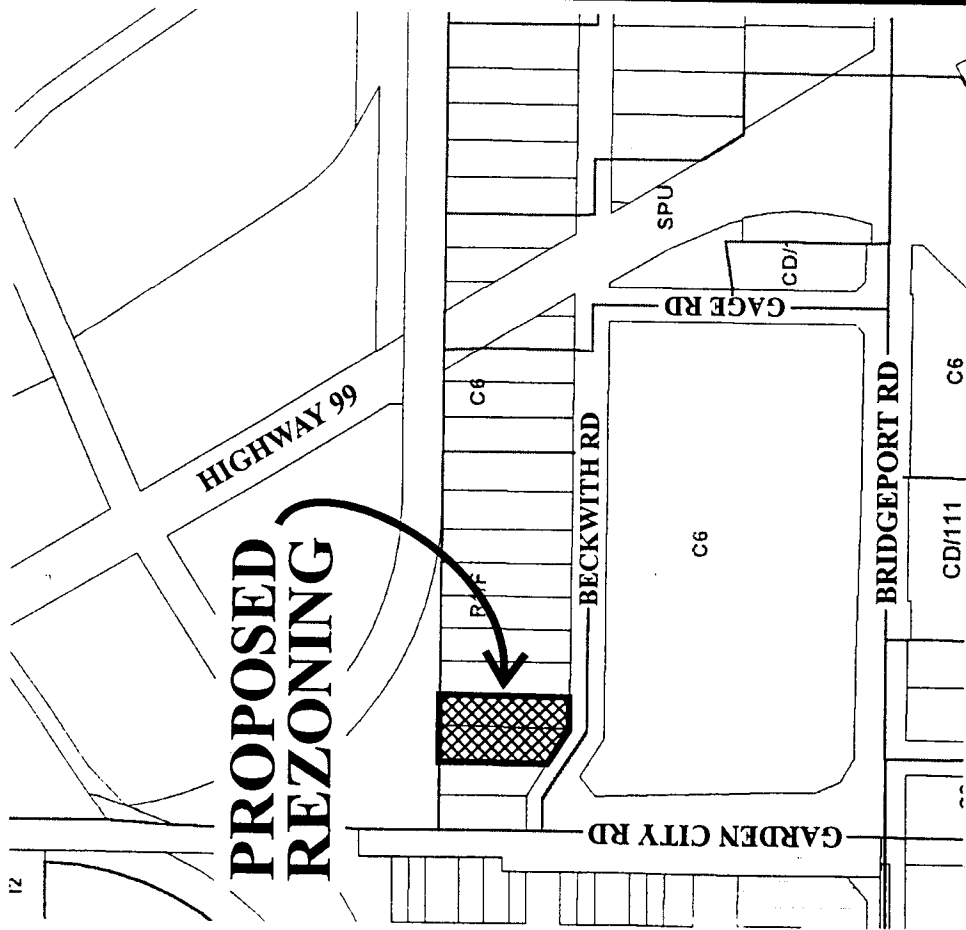 PROPOSED
REZONING
HIGHWAY 99
12
C6
SPU
CD/
GAGE RD
BECKWITH RD
C6
BRIDGEPORT RD
C6
CD/111
GARDEN CITY RD